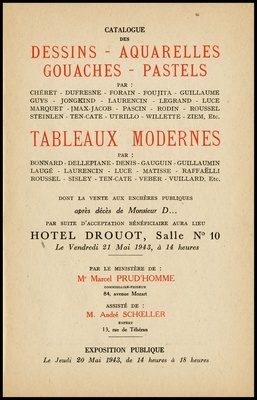 CATALOGUE
DES
DESSINS - AQUARELLES
GOUACHES - PASTELS
PAR :
CHÉRET - DUFRESNE - FORAIN - FOUJITA - GUILLAUME
GUYS - JONGKIND - LAURENCIN - LEGRAND - LUCE
MARQUET - JMAX-JACOB - PASCIN - RODIN - ROUSSEL
STEINLEN - TEN-CATE - UTRILLO - WILLETTE - ZIEM, Etc.
TABLEAUX MODERNES
PAR :
BONNARD - DELLEPIANE - DENIS - GAUGUIN - GUILLAUMIN
LAUGÉ - LAURENCIN - LUCE - MATISSE - RAFFAËLLI
ROUSSEL - SISLEY - TEN-CATE - VEBER - VUILLARD, Etc.
DONT LA VENTE AUX ENCHÈRES PUBLIQUES
après décès de Monsieur D...
PAR SUITE D'ACCEPTATION BÉNÉFICIAIRE AURA LIEU
HOTEL DROUOT, Salle N° 10
Le Vendredi 21 Mai 1943, à 14 heures
PAR LE MINISTÈRE DE :
Me Marcel PRUD'HOMME
COMMISSAIRE-PRISEUR
84, avenue Mozart
ASSISTÉ DE :
M. André SCHŒLLER
EXPERT
13, rue de Téhéran
EXPOSITION PUBLIQUE
Le Jeudi 20 Mai 1943, de 14 heures à 18 heures